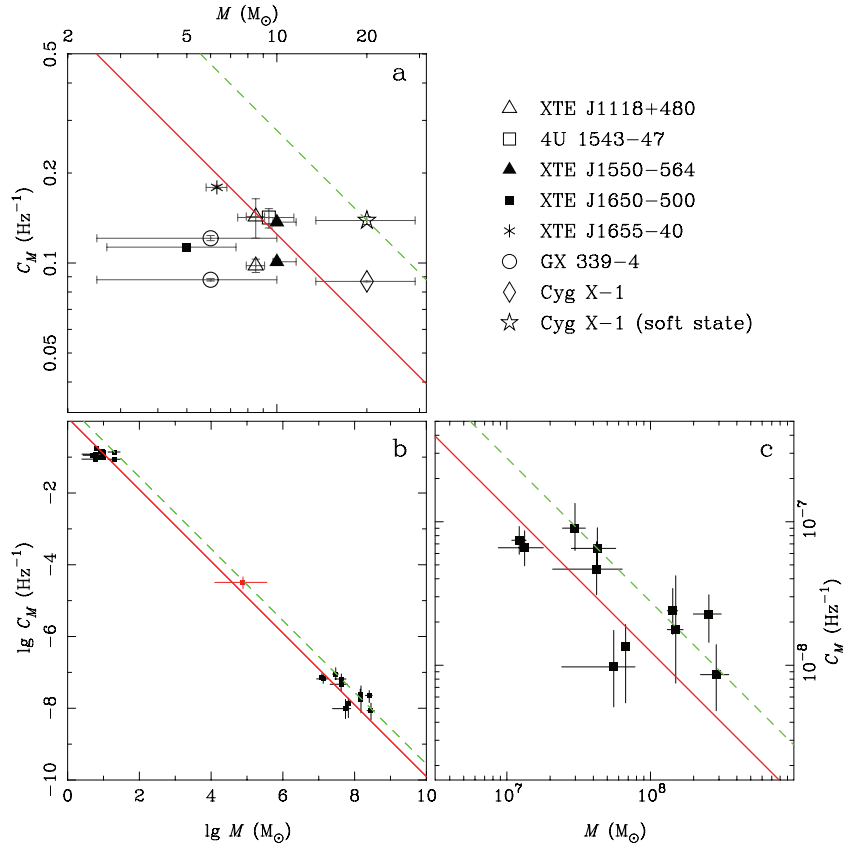 M (M⊙)
2 5 10 20
a
0.5
0.2
0.1
0.05
C_M (Hz⁻¹)
XTE J1118+480
4U 1543−47
XTE J1550−564
XTE J1650−500
XTE J1655−40
GX 339−4
Cyg X−1
Cyg X−1 (soft state)
b
−2
−4
−6
−8
−10
lg C_M (Hz⁻¹)
0 2 4 6 8 10
lg M (M⊙)
c
10⁻⁷
10⁻⁸
C_M (Hz⁻¹)
10⁷ 10⁸
M (M⊙)